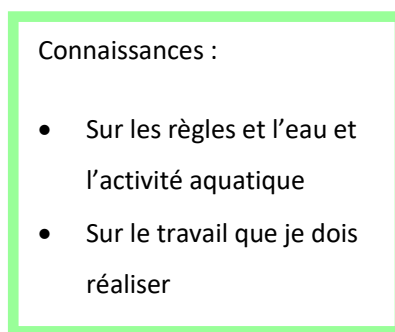 Connaissances :
• Sur les règles et l’eau et
l’activité aquatique
• Sur le travail que je dois
réaliser